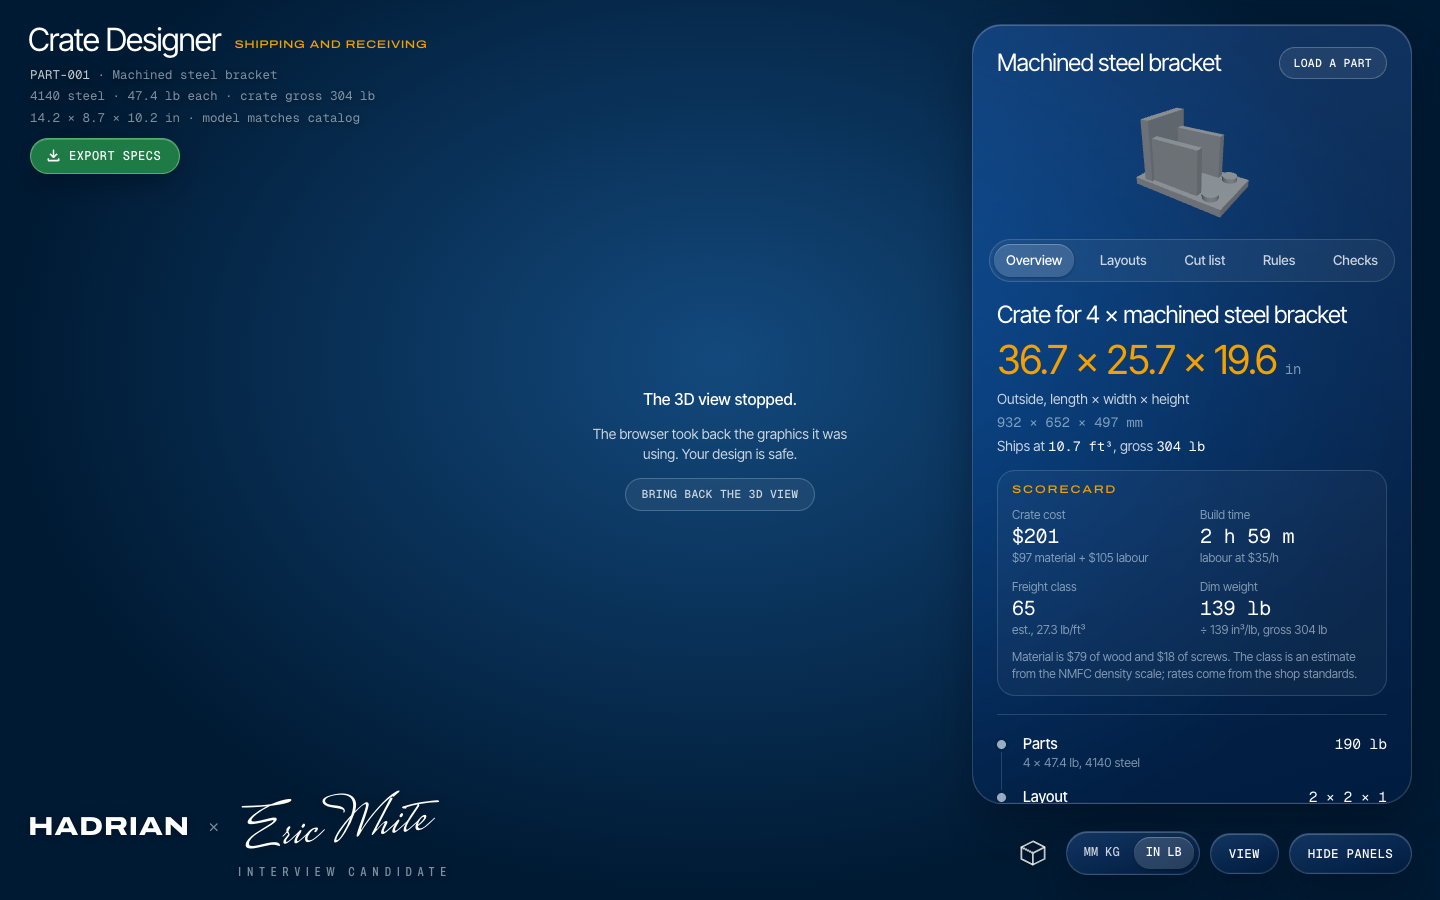 Crate Designer SHIPPING AND RECEIVING
PART-001 · Machined steel bracket
4140 steel · 47.4 lb each · crate gross 304 lb
14.2 × 8.7 × 10.2 in · model matches catalog
EXPORT SPECS
The 3D view stopped.
The browser took back the graphics it was
using. Your design is safe.
BRING BACK THE 3D VIEW
HADRIAN × Eric White
INTERVIEW CANDIDATE
Machined steel bracket LOAD A PART
Overview Layouts Cut list Rules Checks
Crate for 4 × machined steel bracket
36.7 × 25.7 × 19.6 in
Outside, length × width × height
932 × 652 × 497 mm
Ships at 10.7 ft³, gross 304 lb
SCORECARD
Crate cost Build time
$201 2 h 59 m
$97 material + $105 labour labour at $35/h
Freight class Dim weight
65 139 lb
est., 27.3 lb/ft³ ÷ 139 in³/lb, gross 304 lb
Material is $79 of wood and $18 of screws. The class is an estimate
from the NMFC density scale; rates come from the shop standards.
Parts 190 lb
4 × 47.4 lb, 4140 steel
Layout 2 × 2 × 1
MM KG IN LB VIEW HIDE PANELS